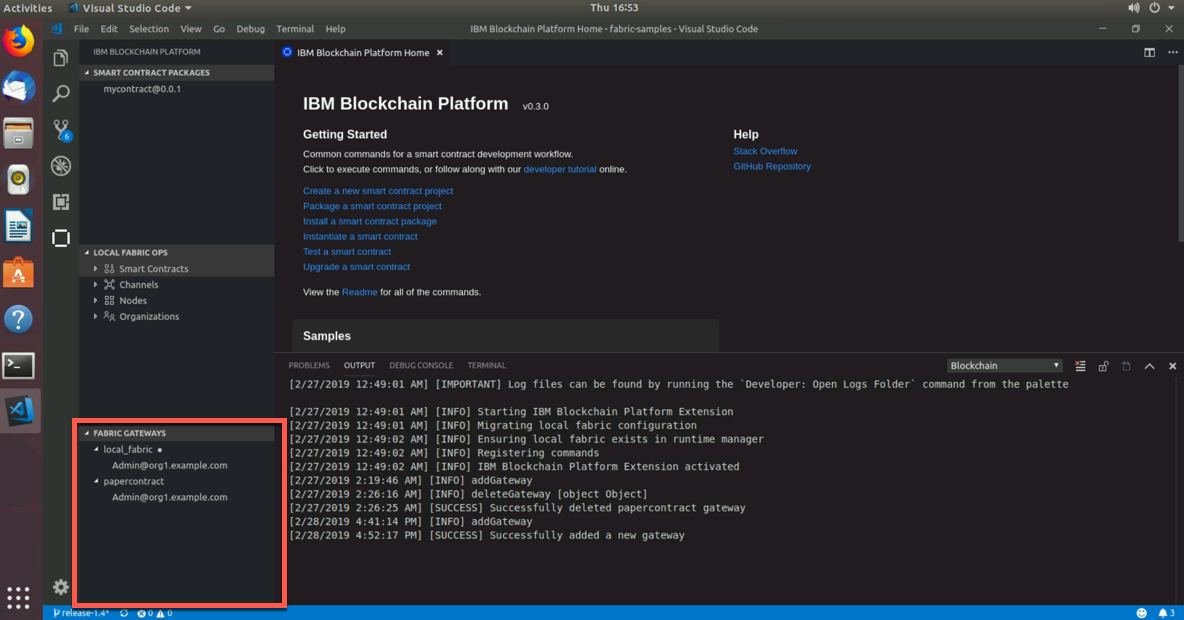 Activities Visual Studio Code Thu 16:53
File Edit Selection View Go Debug Terminal Help IBM Blockchain Platform Home - fabric-samples - Visual Studio Code
IBM BLOCKCHAIN PLATFORM
SMART CONTRACT PACKAGES
mycontract@0.0.1
6
LOCAL FABRIC OPS
Smart Contracts
Channels
Nodes
Organizations
FABRIC GATEWAYS
local_fabric
Admin@org1.example.com
papercontract
Admin@org1.example.com
IBM Blockchain Platform Home
IBM Blockchain Platform v0.3.0
Getting Started
Common commands for a smart contract development workflow.
Click to execute commands, or follow along with our developer tutorial online.
Create a new smart contract project
Package a smart contract project
Install a smart contract package
Instantiate a smart contract
Test a smart contract
Upgrade a smart contract
View the Readme for all of the commands.
Help
Stack Overflow
GitHub Repository
Samples
PROBLEMS OUTPUT DEBUG CONSOLE TERMINAL Blockchain
[2/27/2019 12:49:01 AM] [IMPORTANT] Log files can be found by running the `Developer: Open Logs Folder` command from the palette
[2/27/2019 12:49:01 AM] [INFO] Starting IBM Blockchain Platform Extension
[2/27/2019 12:49:01 AM] [INFO] Migrating local fabric configuration
[2/27/2019 12:49:02 AM] [INFO] Ensuring local fabric exists in runtime manager
[2/27/2019 12:49:02 AM] [INFO] Registering commands
[2/27/2019 12:49:02 AM] [INFO] IBM Blockchain Platform Extension activated
[2/27/2019 2:19:46 AM] [INFO] addGateway
[2/27/2019 2:26:16 AM] [INFO] deleteGateway [object Object]
[2/27/2019 2:26:25 AM] [SUCCESS] Successfully deleted papercontract gateway
[2/28/2019 4:41:14 PM] [INFO] addGateway
[2/28/2019 4:52:17 PM] [SUCCESS] Successfully added a new gateway
release-1.4* 0 0 3